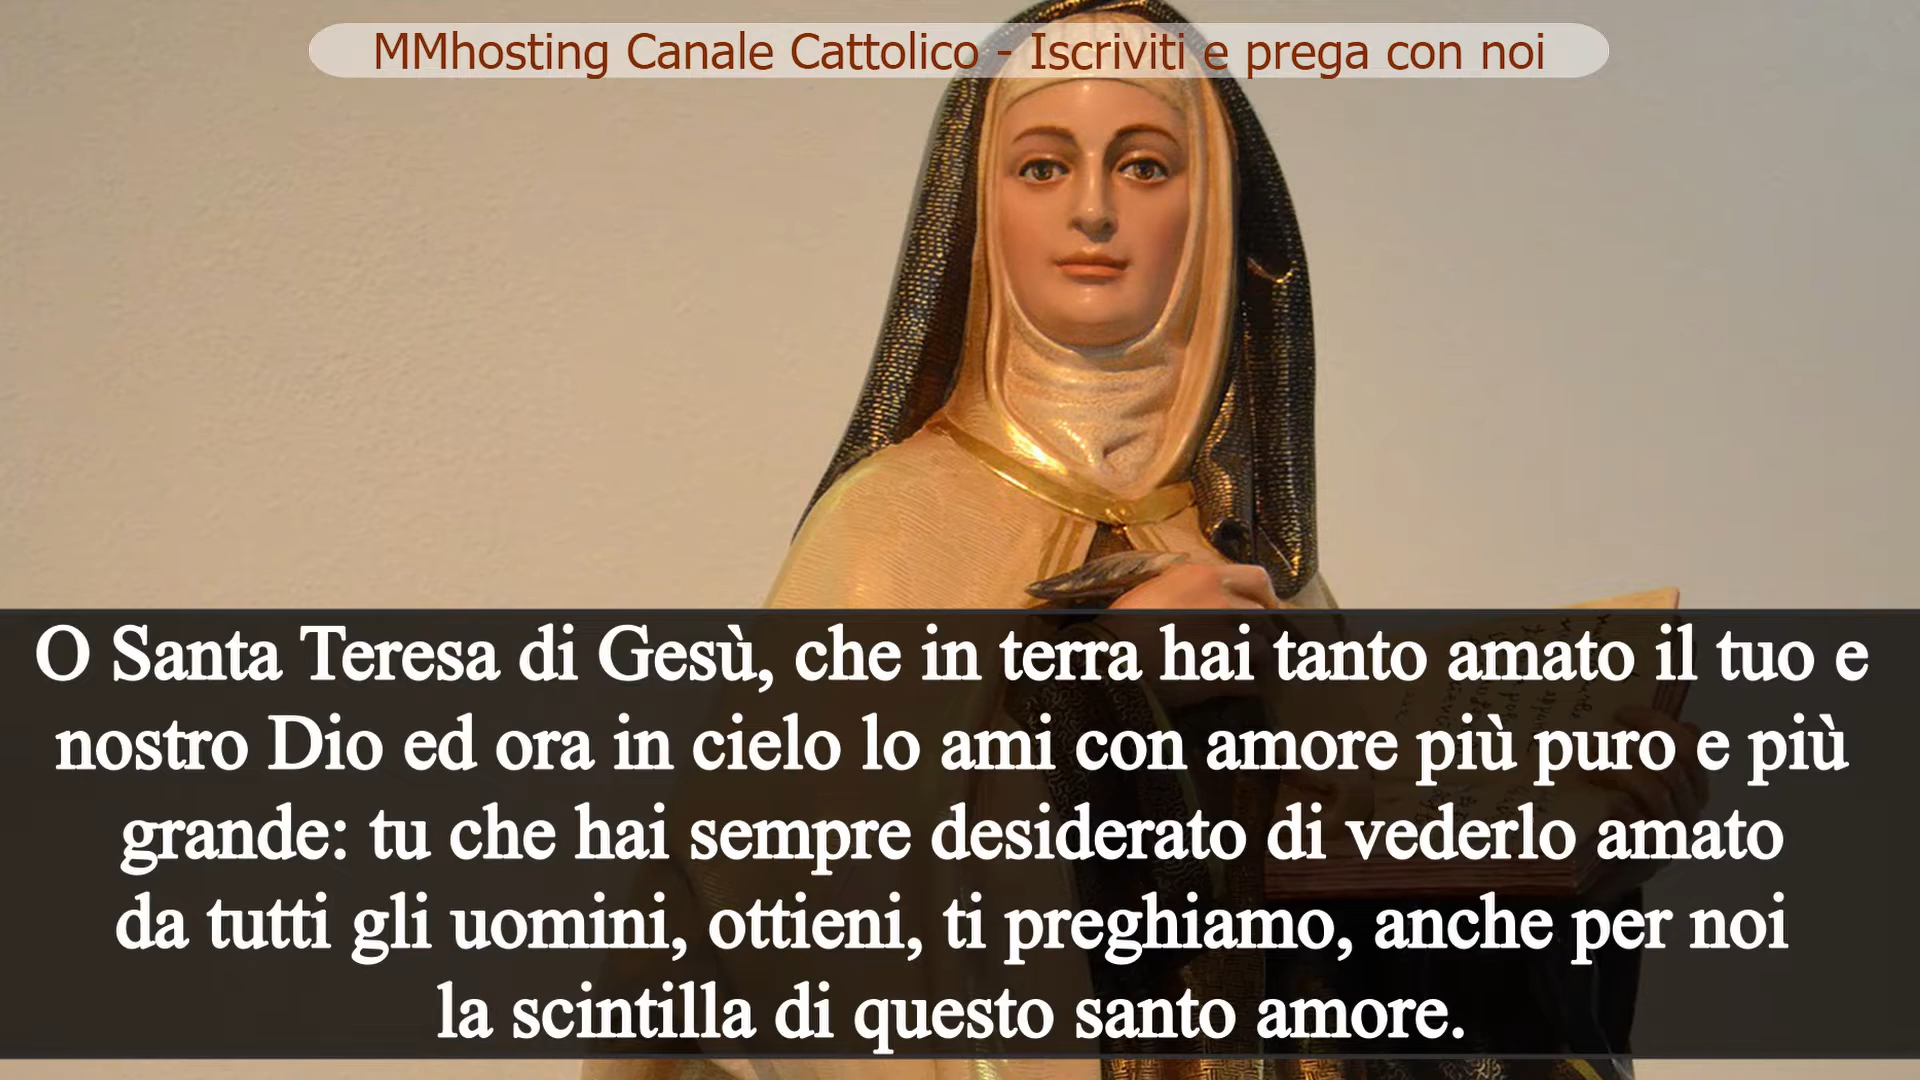 MMhosting Canale Cattolico - Iscriviti e prega con noi
O Santa Teresa di Gesù, che in terra hai tanto amato il tuo e
nostro Dio ed ora in cielo lo ami con amore più puro e più
grande: tu che hai sempre desiderato di vederlo amato
da tutti gli uomini, ottieni, ti preghiamo, anche per noi
la scintilla di questo santo amore.